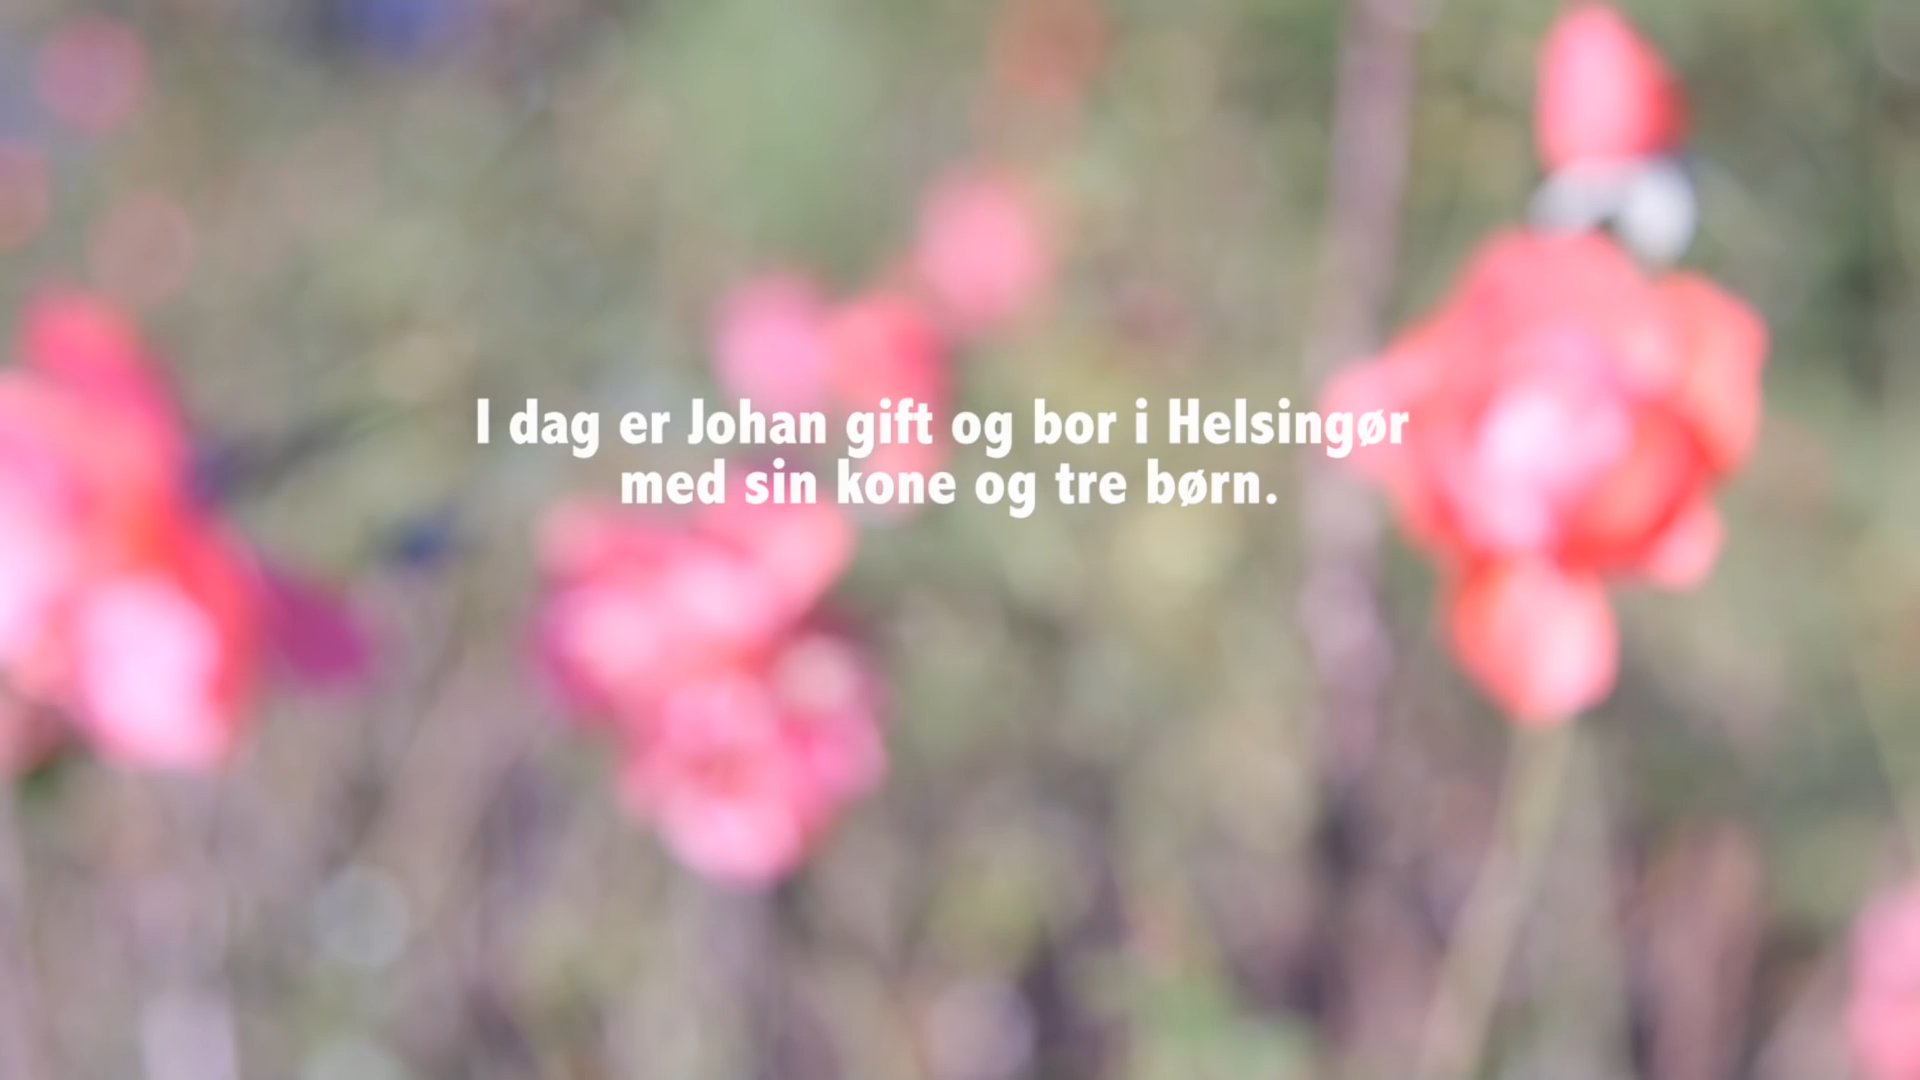 I dag er Johan gift og bor i Helsingør
med sin kone og tre børn.